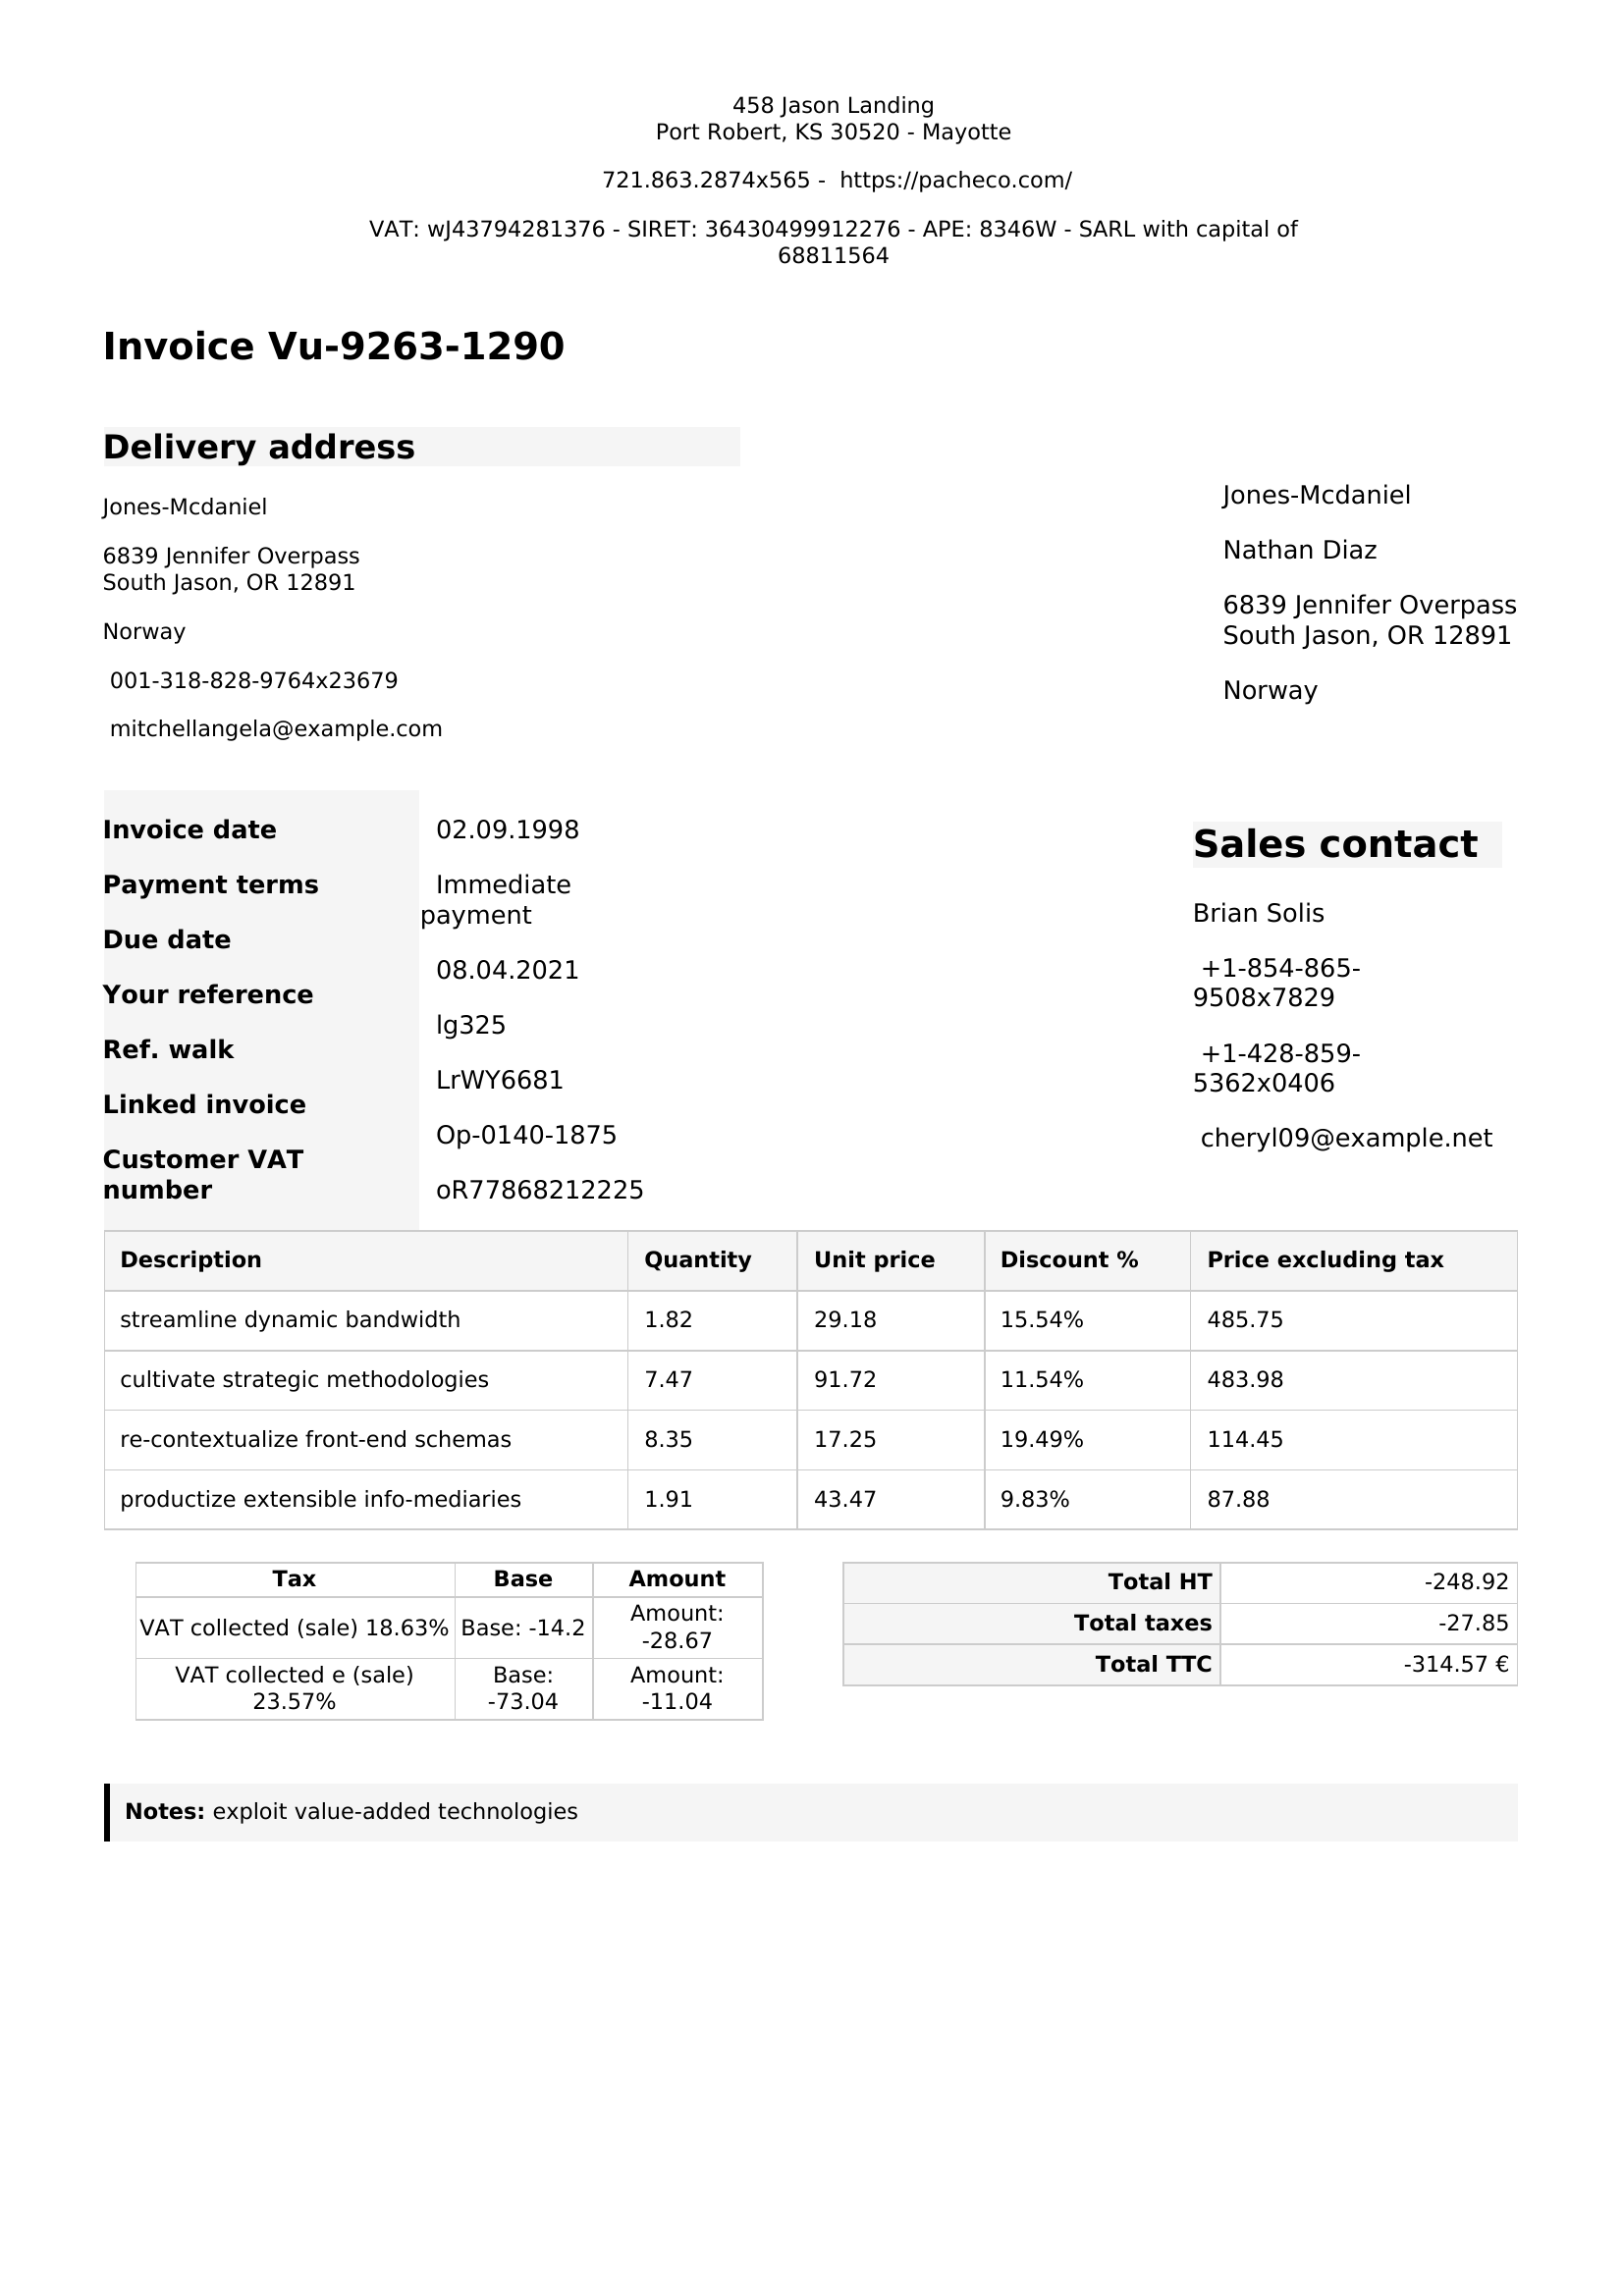 458 Jason Landing
Port Robert, KS 30520 - Mayotte
721.863.2874x565 -  https://pacheco.com/
VAT: wJ43794281376 - SIRET: 36430499912276 - APE: 8346W - SARL with capital of
68811564
Invoice Vu-9263-1290
Delivery address
Jones-Mcdaniel
6839 Jennifer Overpass
South Jason, OR 12891
Norway
001-318-828-9764x23679
mitchellangela@example.com
Jones-Mcdaniel
Nathan Diaz
6839 Jennifer Overpass
South Jason, OR 12891
Norway
Invoice date 02.09.1998
Payment terms Immediate
payment
Due date 08.04.2021
Your reference lg325
Ref. walk LrWY6681
Linked invoice Op-0140-1875
Customer VAT
number oR77868212225
Sales contact
Brian Solis
+1-854-865-
9508x7829
+1-428-859-
5362x0406
cheryl09@example.net
Description Quantity Unit price Discount % Price excluding tax
streamline dynamic bandwidth 1.82 29.18 15.54% 485.75
cultivate strategic methodologies 7.47 91.72 11.54% 483.98
re-contextualize front-end schemas 8.35 17.25 19.49% 114.45
productize extensible info-mediaries 1.91 43.47 9.83% 87.88
Tax Base Amount
VAT collected (sale) 18.63% Base: -14.2 Amount:
-28.67
VAT collected e (sale) Base: Amount:
23.57% -73.04 -11.04
Total HT -248.92
Total taxes -27.85
Total TTC -314.57 €
Notes: exploit value-added technologies